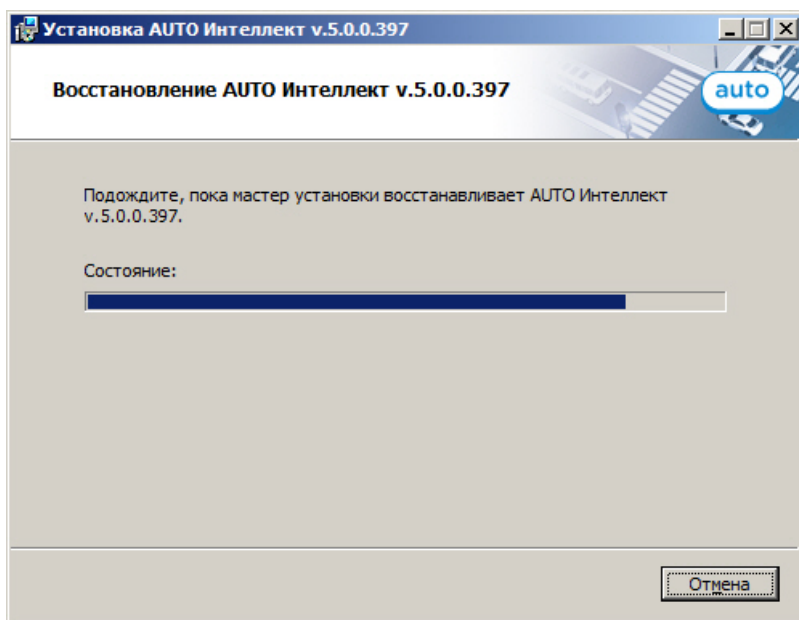 Установка AUTO Интеллект v.5.0.0.397
Восстановление AUTO Интеллект v.5.0.0.397
auto
Подождите, пока мастер установки восстанавливает AUTO Интеллект
v.5.0.0.397.
Состояние:
Отмена